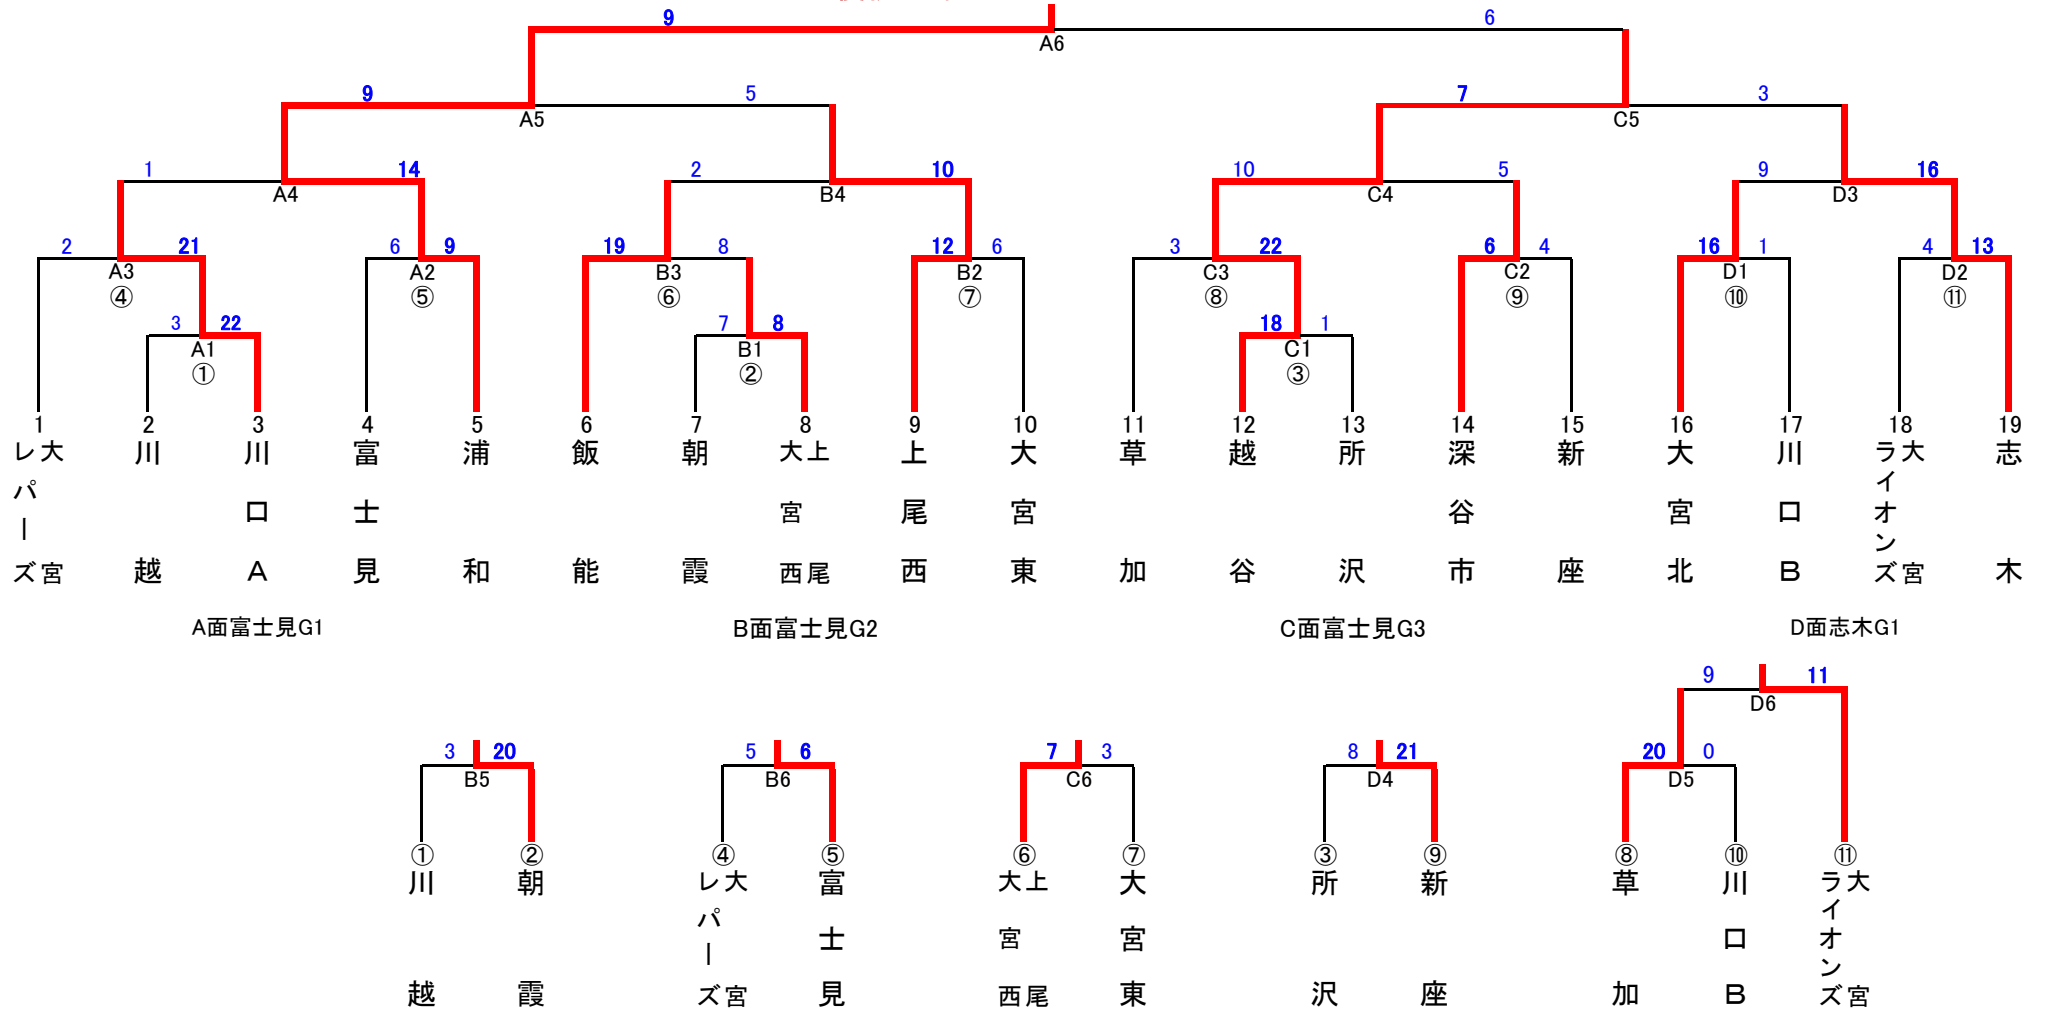 9 6
A6
9 5 7 3
A5 C5
1 14 2 10 10 5 9 16
A4 B4 C4 D3
2 21 6 9 19 8 12 6 3 22 6 4 16 1 4 13
A3 A2 B3 B2 C3 C2 D1 D2
④ ⑤ ⑥ ⑦ ⑧ ⑨ ⑩ ⑪
3 22 7 8 18 1
A1 B1 C1
① ② ③
1 2 3 4 5 6 7 8 9 10 11 12 13 14 15 16 17 18 19
大宮レパーズ
川越
川口A
富士見
浦和
飯能
朝霞
上尾大宮西
上尾西
大宮東
草加
越谷
所沢
深谷市
新座
大宮北
川口B
大宮ライオンズ
志木
A面富士見G1 B面富士見G2 C面富士見G3 D面志木G1
9 11
D6
3 20 5 6 7 3 8 21 20 0
B5 B6 C6 D4 D5
① ② ④ ⑤ ⑥ ⑦ ③ ⑨ ⑧ ⑩ ⑪
川越
朝霞
大宮レパーズ
富士見
上尾大宮西
大宮東
所沢
新座
草加
川口B
大宮ライオンズ